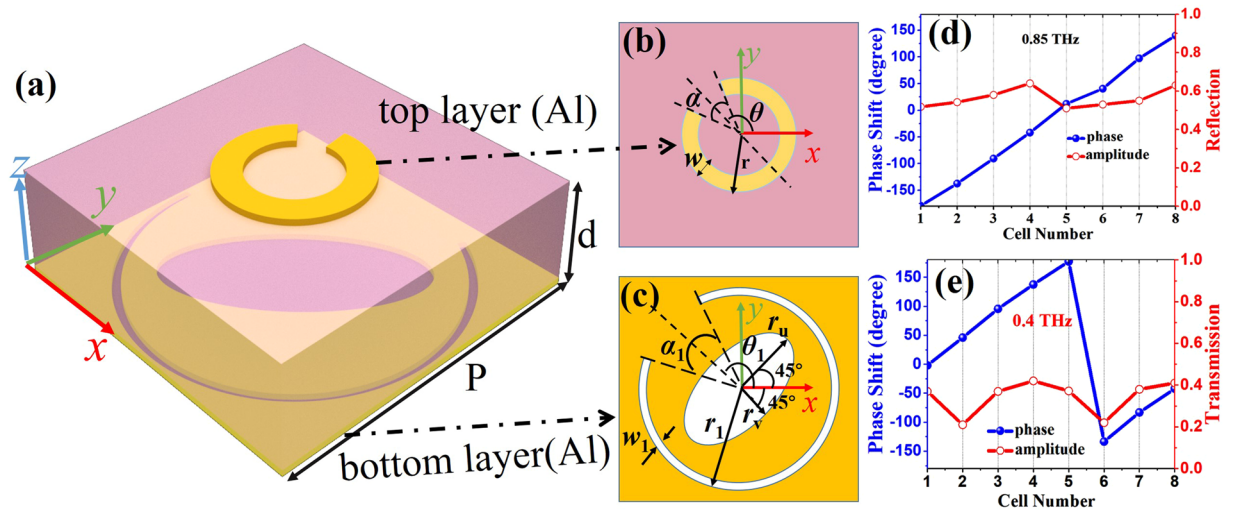 (a)
z
y
x
top layer (Al)
bottom layer(Al)
d
P
(b)
y
α
θ
x
w
r
(c)
y
r_u
α₁
θ₁
45°
45°
x
r_v
r₁
w₁
(d)
0.85 THz
phase
amplitude
Phase Shift (degree)
150
100
50
0
-50
-100
-150
Reflection
1.0
0.8
0.6
0.4
0.2
0.0
1 2 3 4 5 6 7 8
Cell Number
(e)
0.4 THz
phase
amplitude
Phase Shift (degree)
150
100
50
0
-50
-100
-150
Transmission
1.0
0.8
0.6
0.4
0.2
0.0
1 2 3 4 5 6 7 8
Cell Number